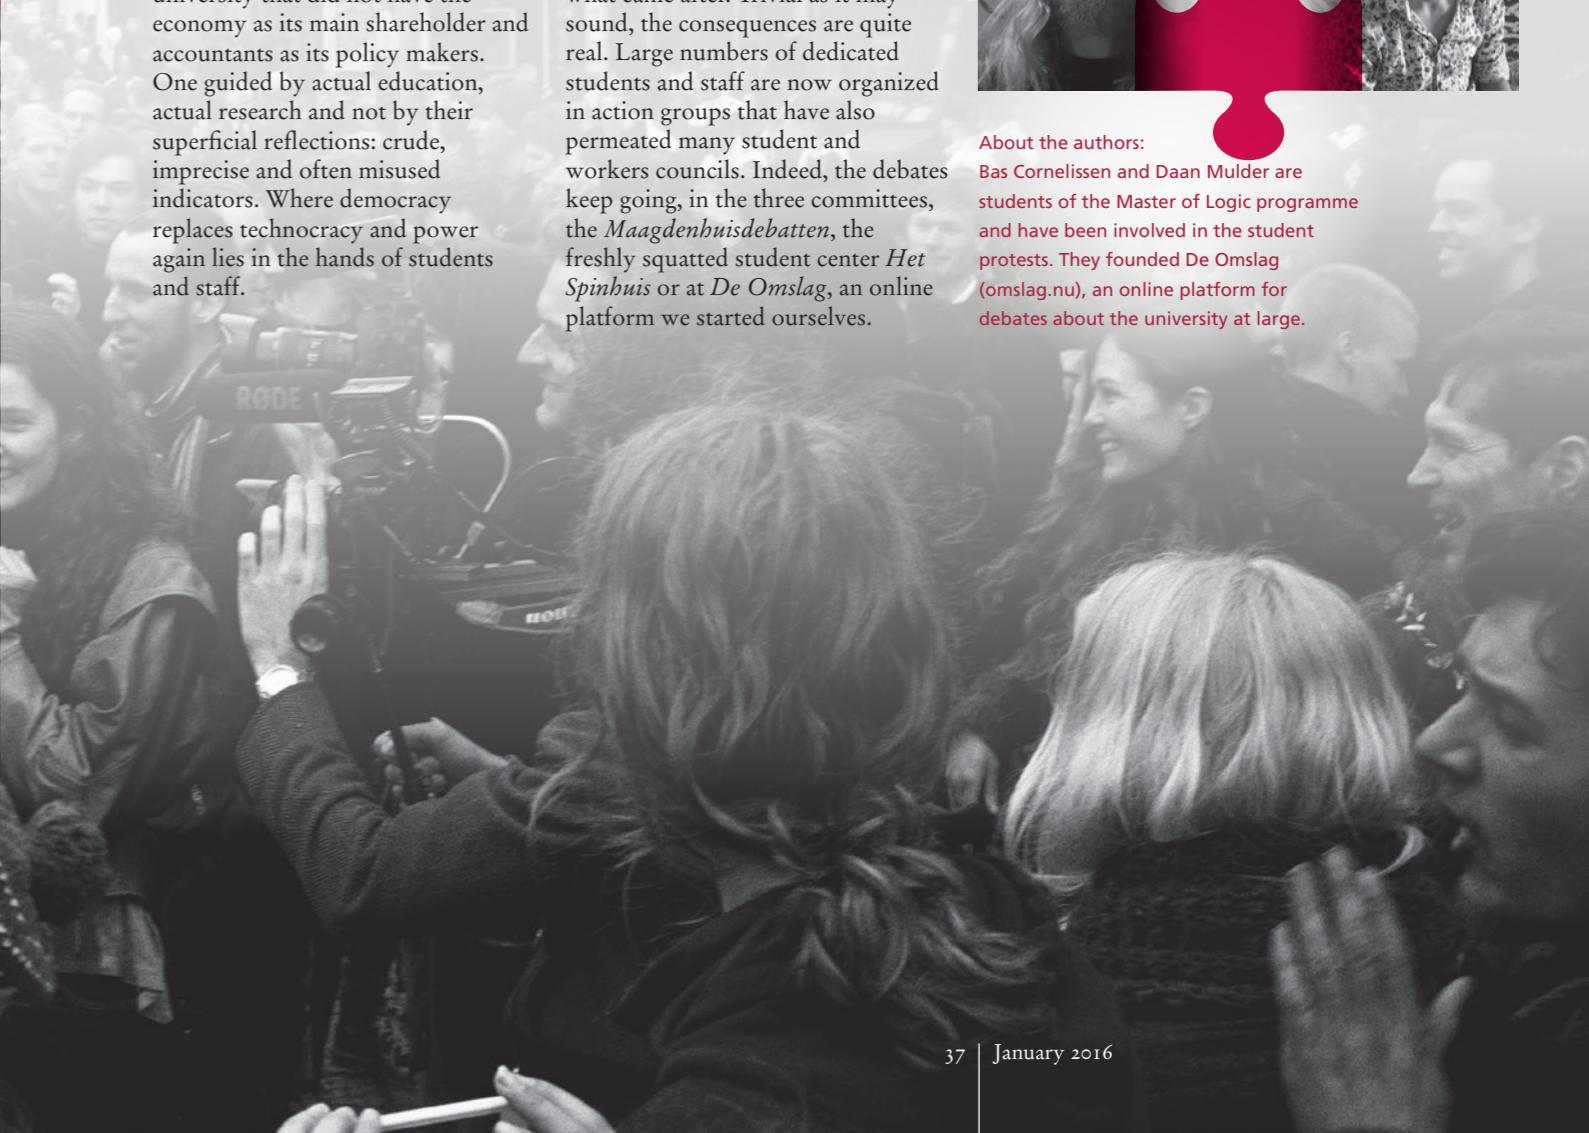 economy as its main shareholder and
accountants as its policy makers.
One guided by actual education,
actual research and not by their
superficial reflections: crude,
imprecise and often misused
indicators. Where democracy
replaces technocracy and power
again lies in the hands of students
and staff.
sound, the consequences are quite
real. Large numbers of dedicated
students and staff are now organized
in action groups that have also
permeated many student and
workers councils. Indeed, the debates
keep going, in the three committees,
the Maagdenhuisdebatten, the
freshly squatted student center Het
Spinhuis or at De Omslag, an online
platform we started ourselves.
About the authors:
Bas Cornelissen and Daan Mulder are
students of the Master of Logic programme
and have been involved in the student
protests. They founded De Omslag
(omslag.nu), an online platform for
debates about the university at large.
RØDE
37 January 2016